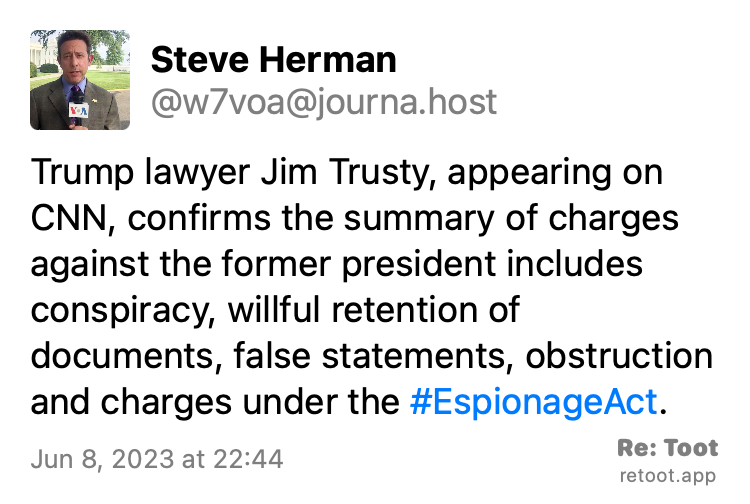 Steve Herman
@w7voa@journa.host
Trump lawyer Jim Trusty, appearing on
CNN, confirms the summary of charges
against the former president includes
conspiracy, willful retention of
documents, false statements, obstruction
and charges under the #EspionageAct.
Jun 8, 2023 at 22:44
Re: Toot
retoot.app